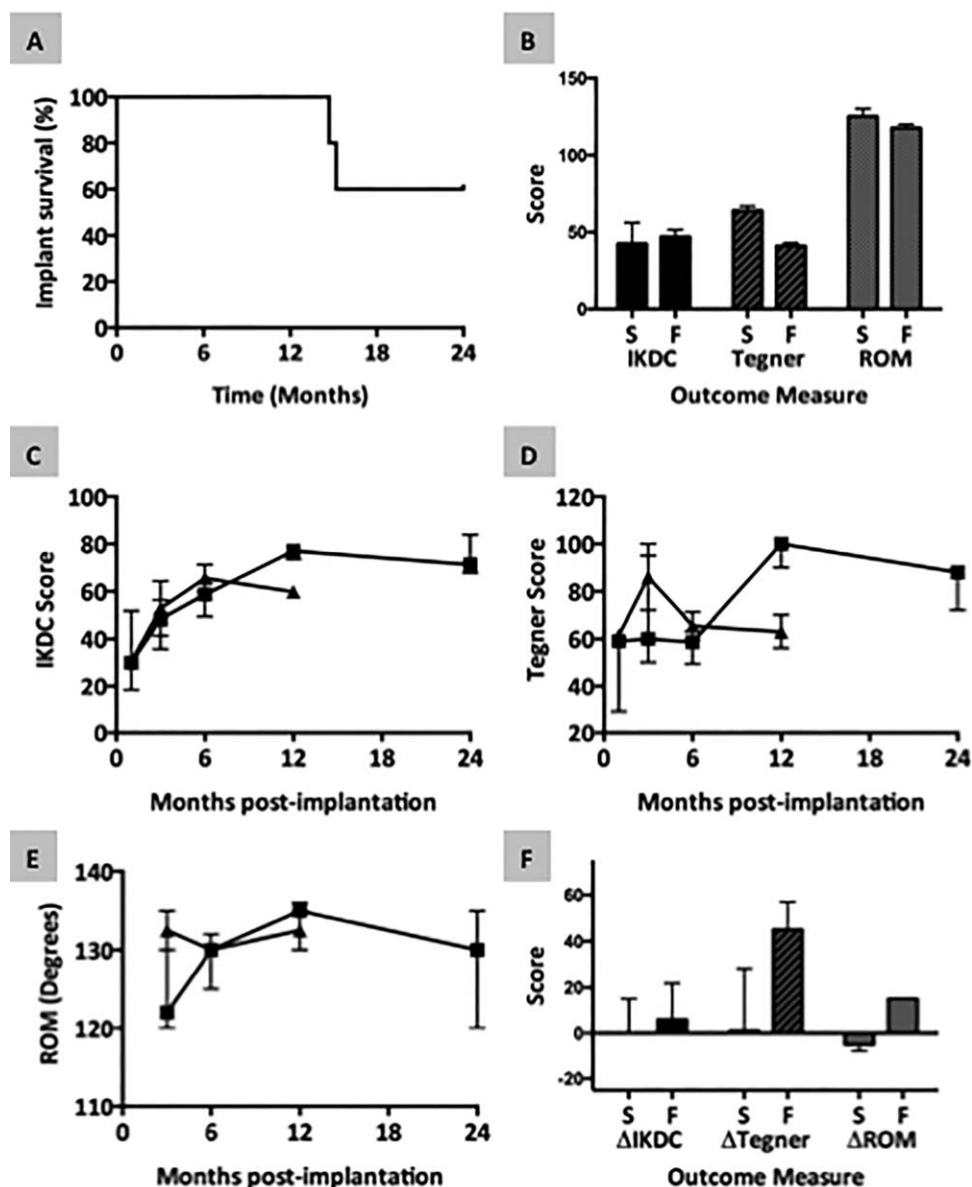 A
Implant survival (%)
100
80
60
40
20
0
0 6 12 18 24
Time (Months)
B
Score
150
100
50
0
S F S F S F
IKDC Tegner ROM
Outcome Measure
C
IKDC Score
100
80
60
40
20
0
0 6 12 18 24
Months post-implantation
D
Tegner Score
120
100
80
60
40
20
0 6 12 18 24
Months post-implantation
E
ROM (Degrees)
140
130
120
110
0 6 12 18 24
Months post-implantation
F
Score
60
40
20
0
-20
S F S F S F
ΔIKDC ΔTegner ΔROM
Outcome Measure